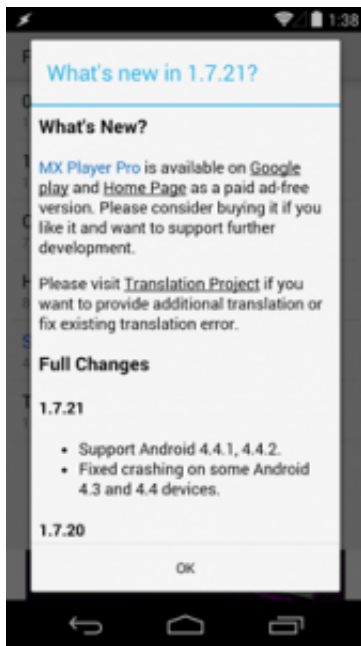 1:38
What's new in 1.7.21?
What's New?
MX Player Pro is available on Google
play and Home Page as a paid ad-free
version. Please consider buying it if you
like it and want to support further
development.
Please visit Translation Project if you
want to provide additional translation or
fix existing translation error..
Full Changes
1.7.21
• Support Android 4.4.1, 4.4.2.
• Fixed crashing on some Android
4.3 and 4.4 devices.
1.7.20
OK